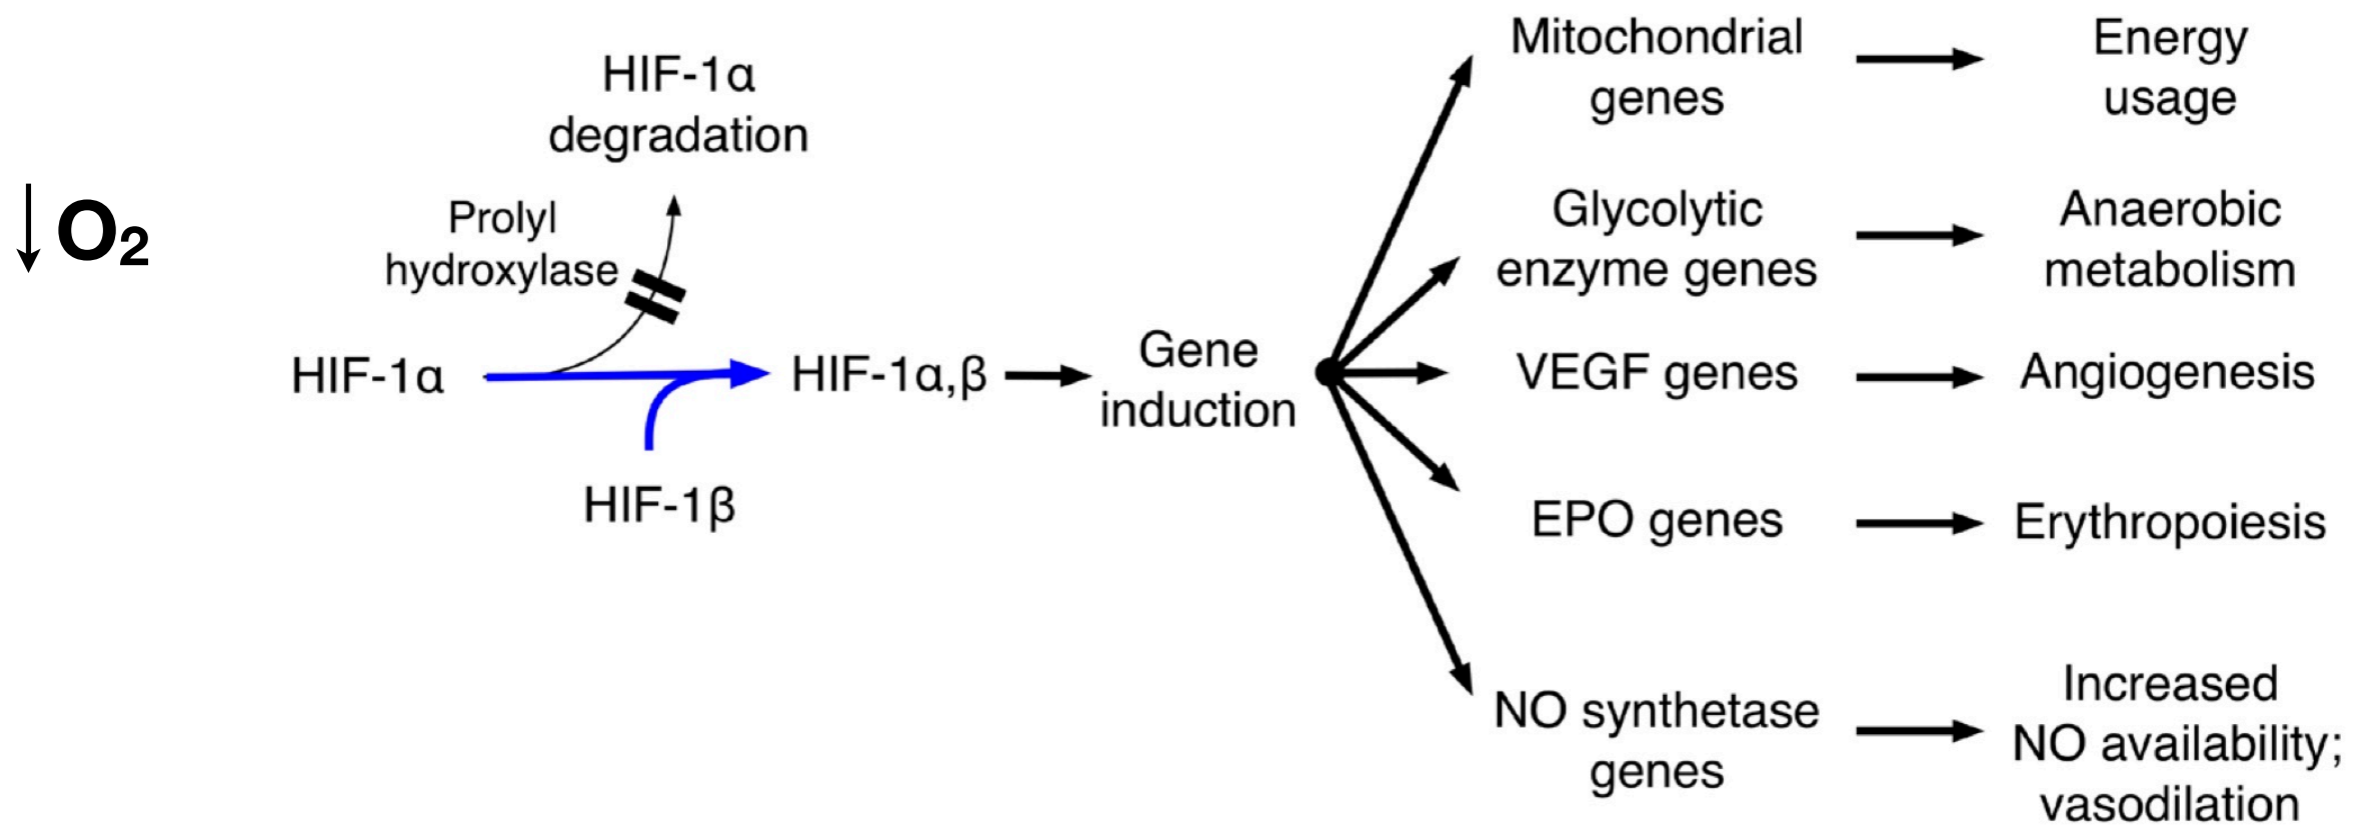 ↓O₂
HIF-1α
degradation
Prolyl
hydroxylase
HIF-1α
HIF-1β
HIF-1α,β
Gene
induction
Mitochondrial
genes
Energy
usage
Glycolytic
enzyme genes
Anaerobic
metabolism
VEGF genes
Angiogenesis
EPO genes
Erythropoiesis
NO synthetase
genes
Increased
NO availability;
vasodilation